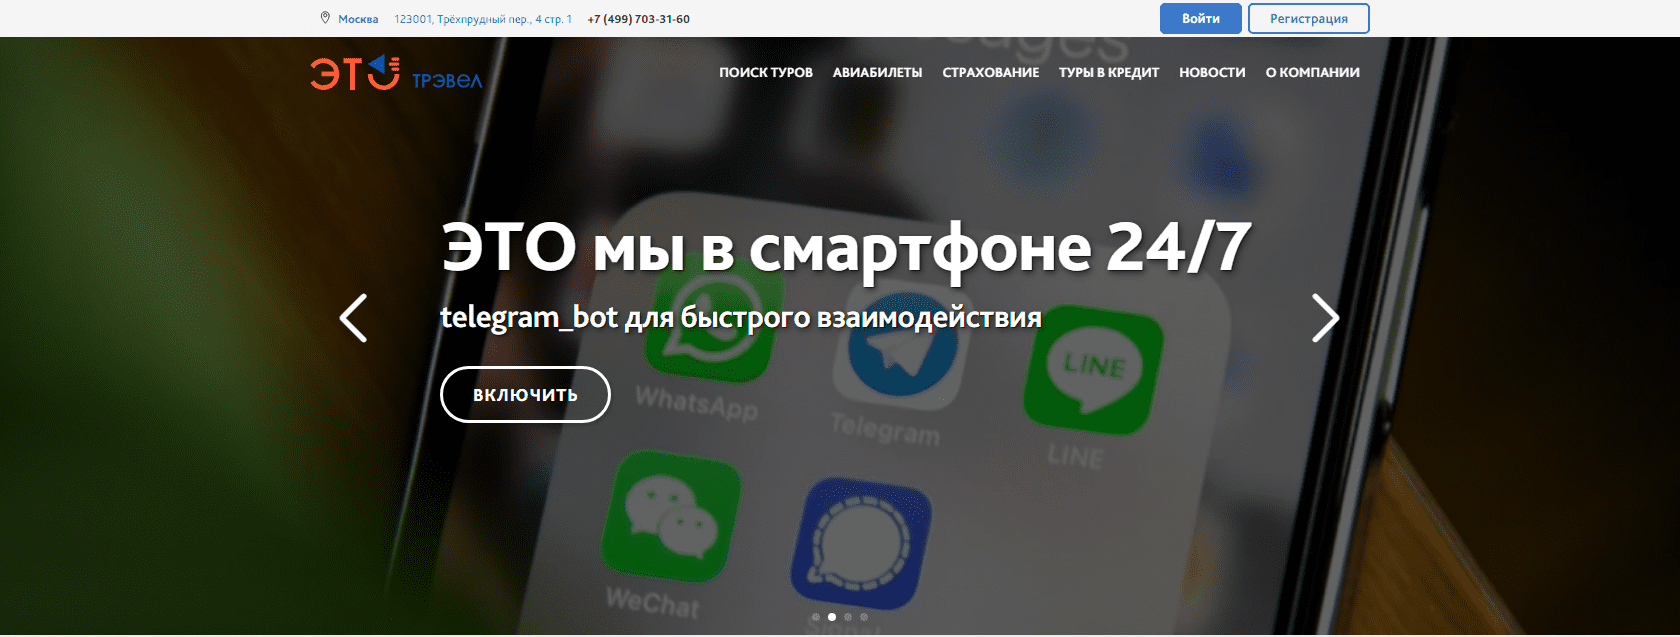 Москва 123001, Трёхпрудный пер., 4 стр. 1 +7 (499) 703-31-60 Войти Регистрация
ЭТО ТРЭВЕЛ ПОИСК ТУРОВ АВИАБИЛЕТЫ СТРАХОВАНИЕ ТУРЫ В КРЕДИТ НОВОСТИ О КОМПАНИИ
ЭТО мы в смартфоне 24/7
telegram_bot для быстрого взаимодействия
ВКЛЮЧИТЬ
LINE
WhatsApp
Telegram
LINE
WeChat
Signal